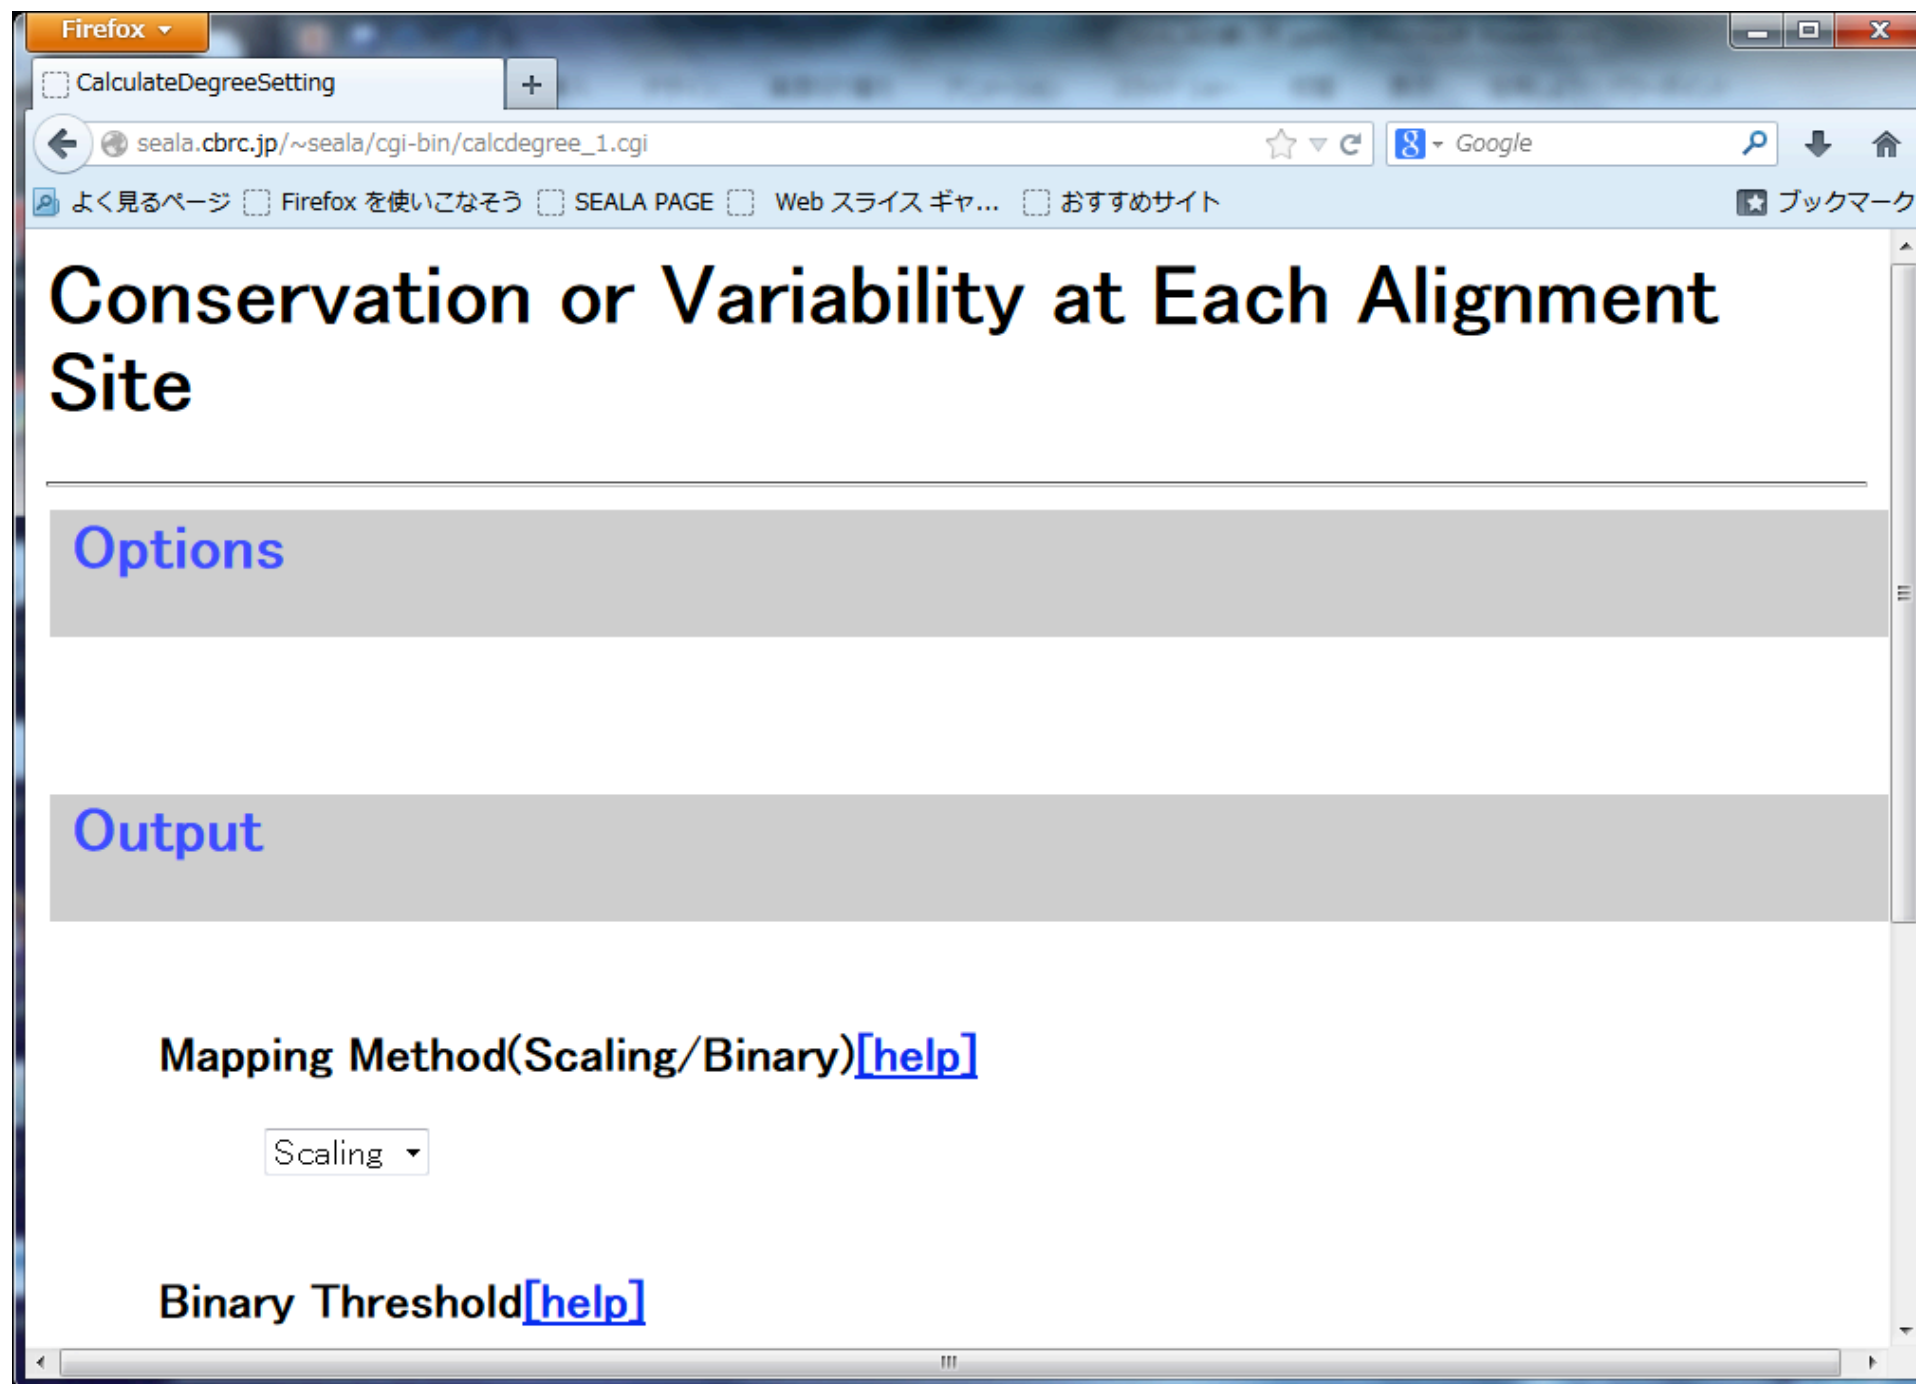 Firefox
CalculateDegreeSetting
seala.cbrc.jp/~seala/cgi-bin/calcdegree_1.cgi
Google
よく見るページ Firefox を使いこなそう SEALA PAGE Web スライス ギャ... おすすめサイト ブックマーク
Conservation or Variability at Each Alignment
Site
Options
Output
Mapping Method(Scaling/Binary)[help]
Scaling
Binary Threshold[help]